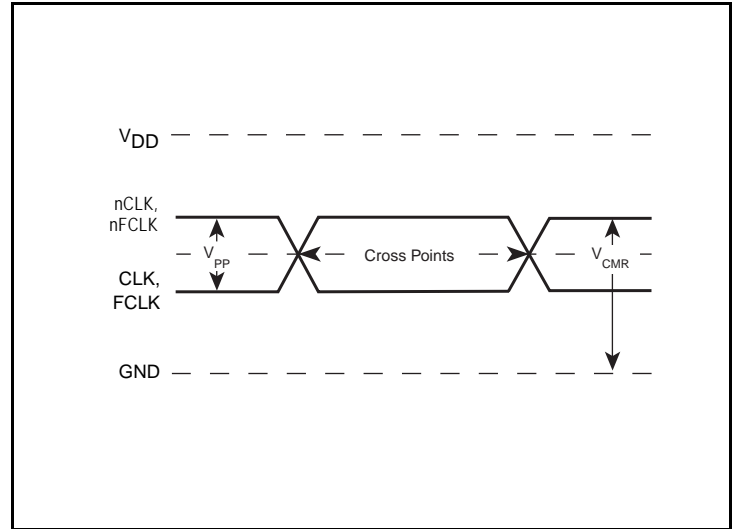 VDD
nCLK,
nFCLK
VPP
Cross Points
VCMR
CLK,
FCLK
GND